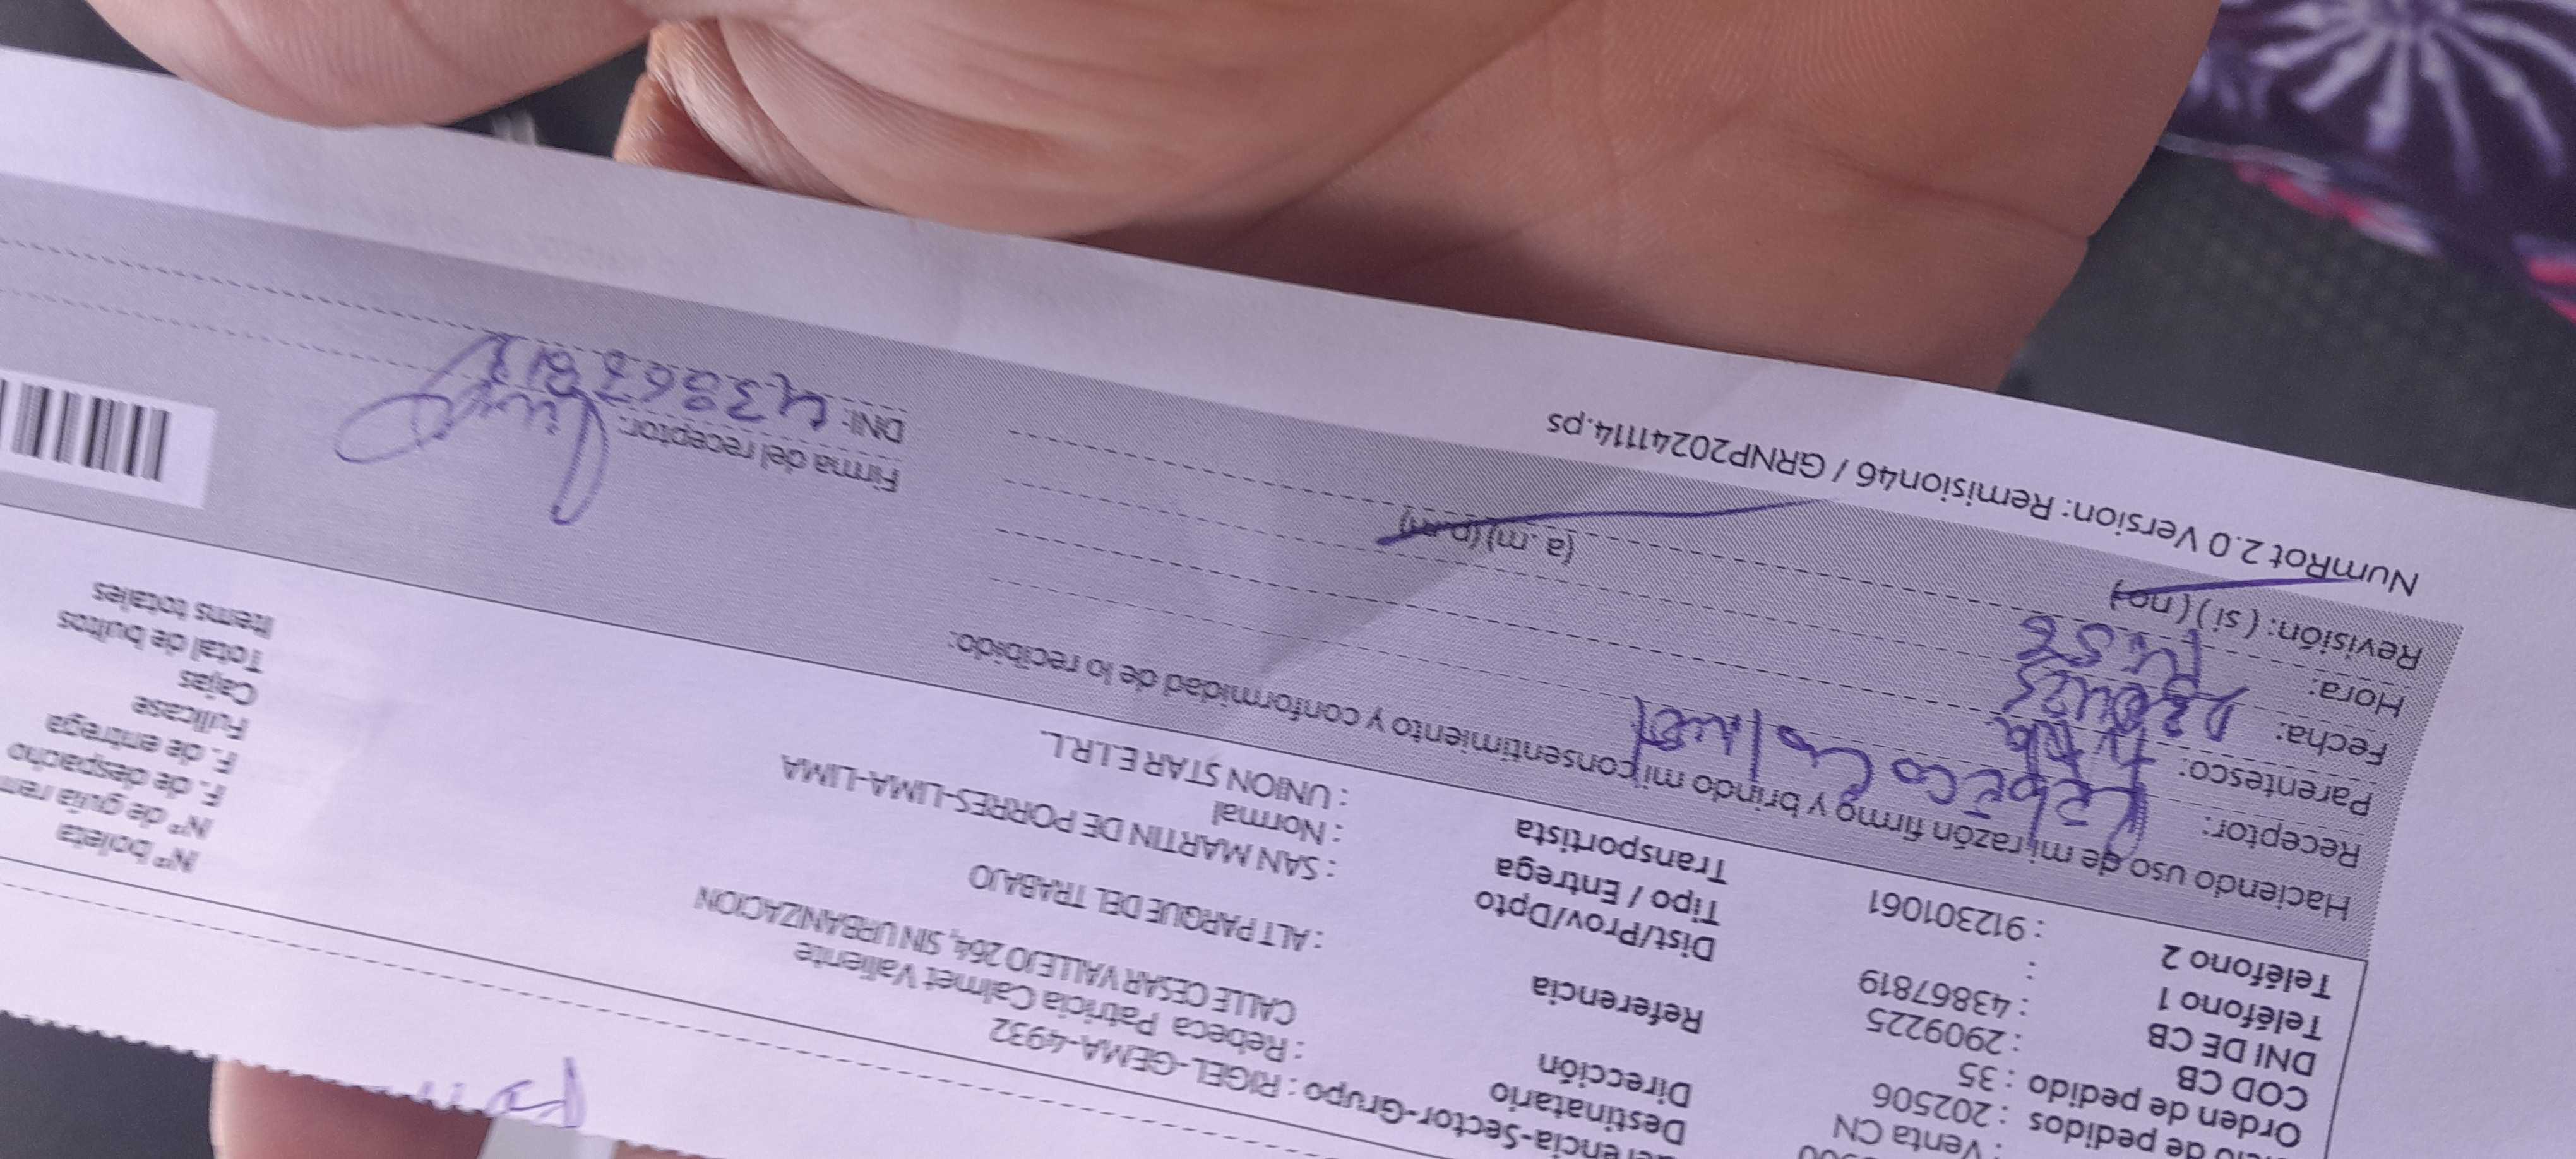 : Venta CN
de pedidos : 202506
Orden de pedido : 35
COD CB : 2909225
DNI DE CB : 43867819
Teléfono 1 :
Teléfono 2 : 912301061
erencia-Sector-Grupo : RIGEL-GEMA-4932
Destinatario : Rebeca Patricia Calmet Valiente
Dirección CALLE CESAR VALLEJO 264, SIN URBANIZACION
Referencia : ALT PARQUE DEL TRABAJO
Dist/Prov/Dpto : SAN MARTIN DE PORRES-LIMA-LIMA
Tipo / Entrega : Normal
Transportista : UNION STAR E.I.R.L.
N° boleta
N° de guía rem
F. de despacho
F. de entrega
Fullcase
Cajas
Total de bultos
Items totales
Haciendo uso de mi razón firmo y brindo mi consentimiento y conformidad de lo recibido:
Receptor: Rebeca Calmet
Parentesco:
Fecha:
Hora: (a.m) (p.m)
Revisión: ( si ) ( no )
Firma del receptor:
DNI: 43867819
NumRot 2.0 Version: Remision46 / GRNP20241114.ps